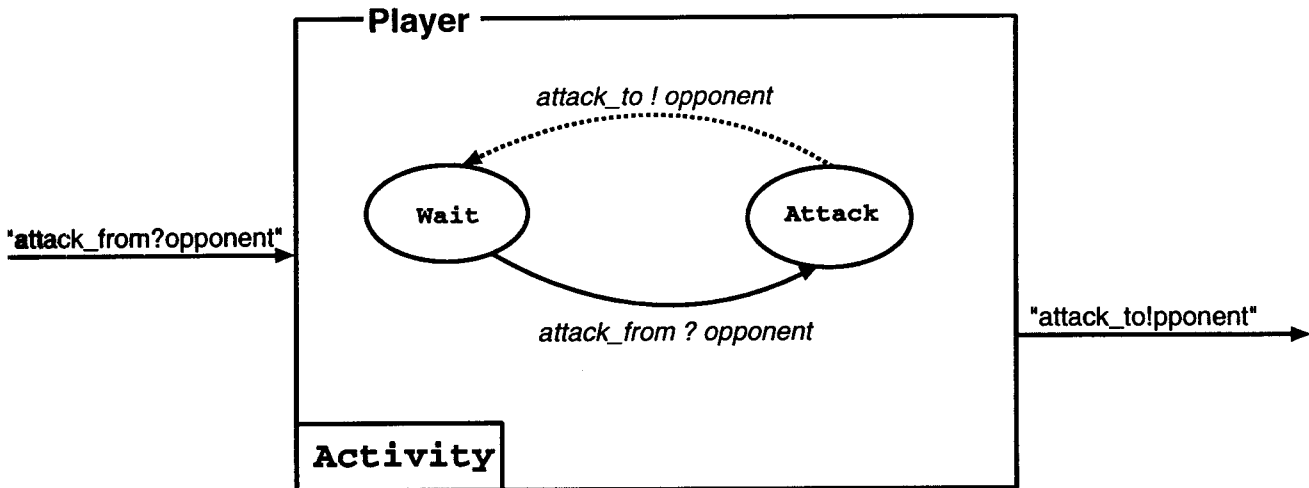 Player
attack_to ! opponent
Wait
Attack
"attack_from?opponent"
attack_from ? opponent
"attack_to!pponent"
Activity